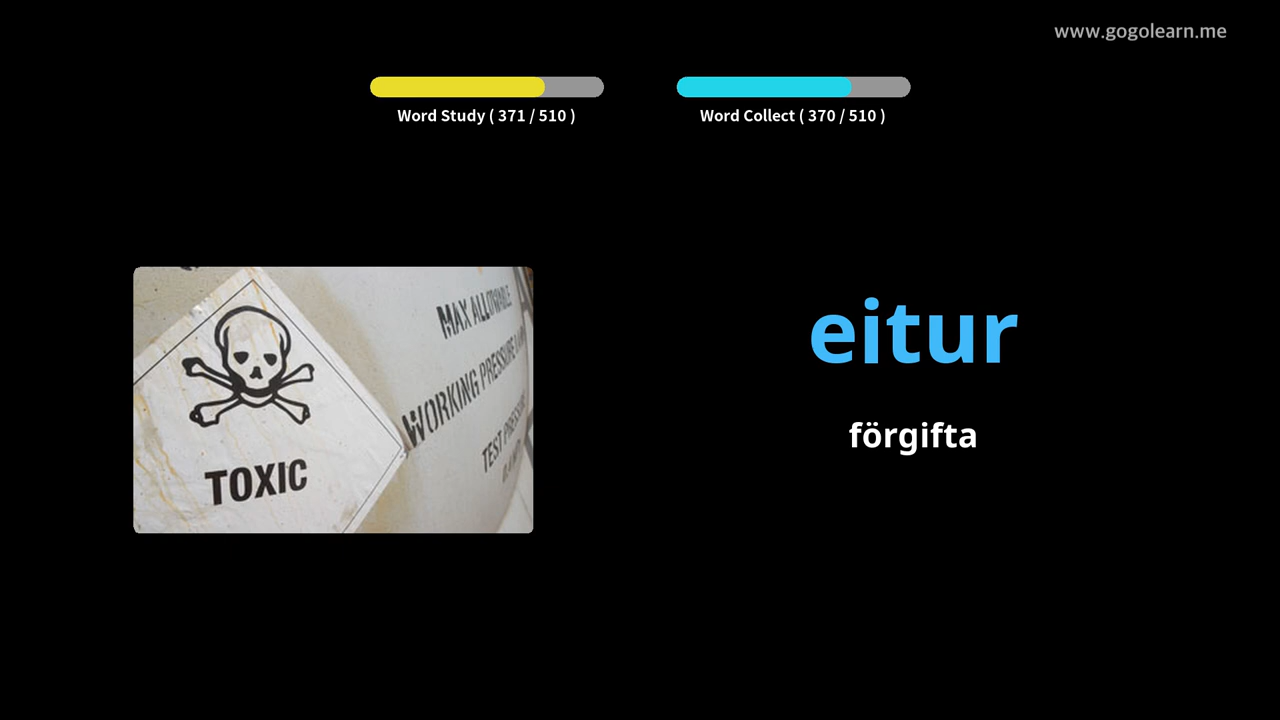 www.gogolearn.me
Word Study ( 371 / 510 )
Word Collect ( 370 / 510 )
eitur
förgifta
TOXIC
MAX ALLOWABLE
WORKING PRESSURE
TEST